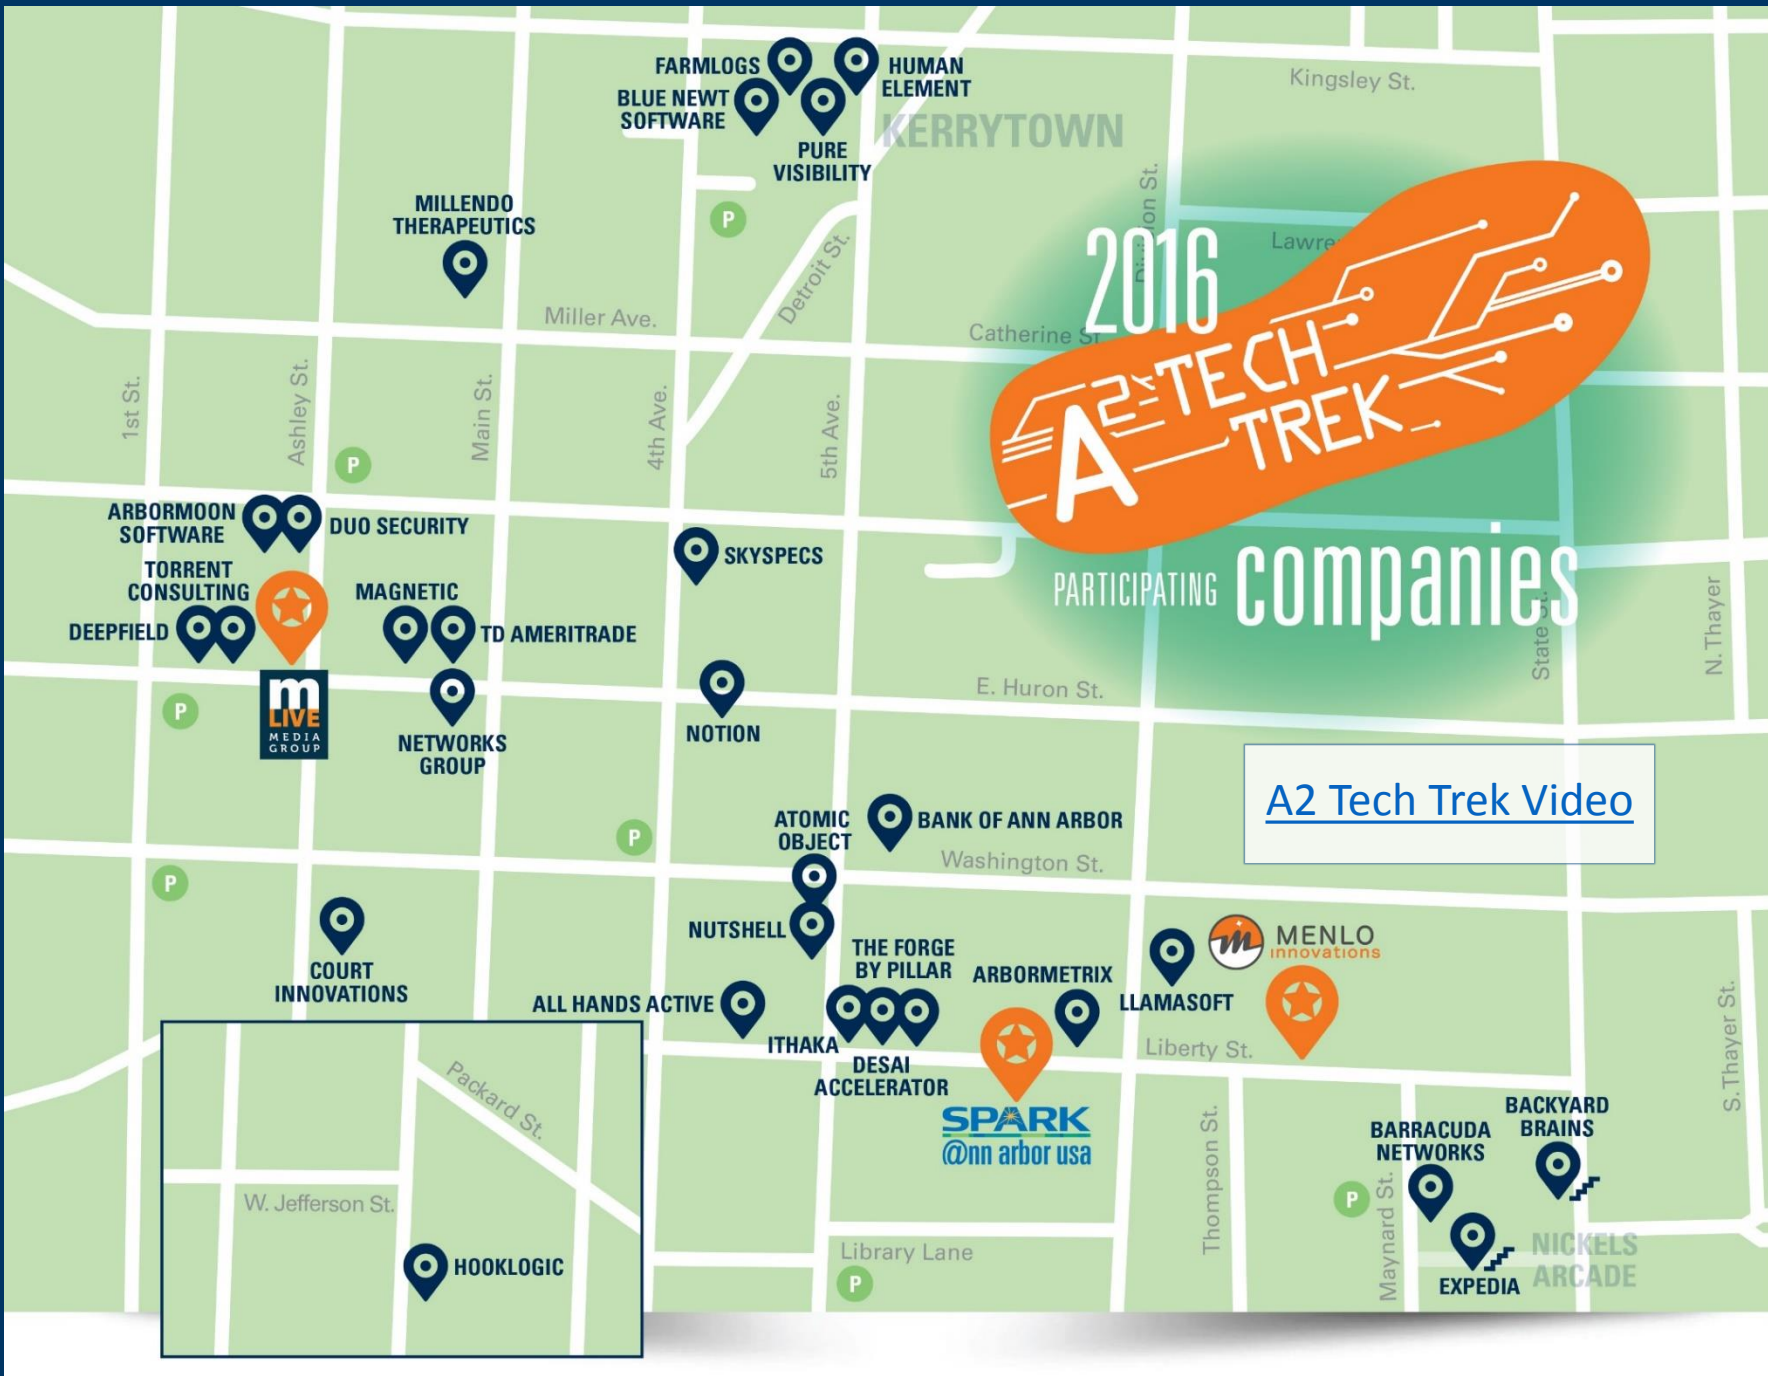 FARMLOGS
HUMAN
ELEMENT
BLUE NEWT
SOFTWARE
PURE
VISIBILITY
KERRYTOWN
Kingsley St.
MILLENDO
THERAPEUTICS
P
Detroit St.
Division St.
2016
Miller Ave.
Catherine St
A2 TECH
TREK
1st St.
Ashley St.
Main St.
4th Ave.
5th Ave.
P
ARBORMOON
SOFTWARE
DUO SECURITY
SKYSPECS
PARTICIPATING companies
TORRENT
CONSULTING
MAGNETIC
DEEPFIELD
TD AMERITRADE
State St.
N. Thayer
P
m
LIVE
MEDIA
GROUP
NETWORKS
GROUP
NOTION
E. Huron St.
A2 Tech Trek Video
P
ATOMIC
OBJECT
BANK OF ANN ARBOR
Washington St.
P
COURT
INNOVATIONS
NUTSHELL
THE FORGE
BY PILLAR
ARBORMETRIX
m MENLO
innovations
LLAMASOFT
ALL HANDS ACTIVE
ITHAKA
DESAI
ACCELERATOR
Liberty St.
S. Thayer St.
SPARK
@nn arbor usa
Packard St.
W. Jefferson St.
HOOKLOGIC
Thompson St.
BARRACUDA
NETWORKS
BACKYARD
BRAINS
P
Maynard St.
Library Lane
P
EXPEDIA
NICKELS
ARCADE